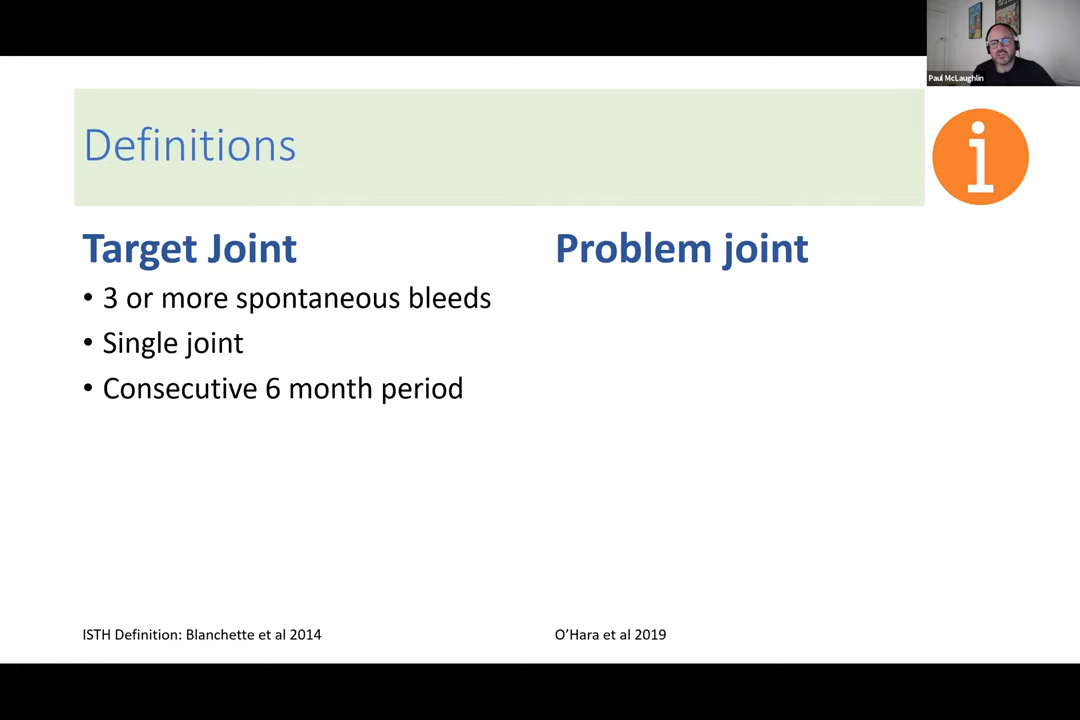 Paul McLaughlin
Definitions
i
Target Joint
• 3 or more spontaneous bleeds
• Single joint
• Consecutive 6 month period
ISTH Definition: Blanchette et al 2014
Problem joint
O’Hara et al 2019